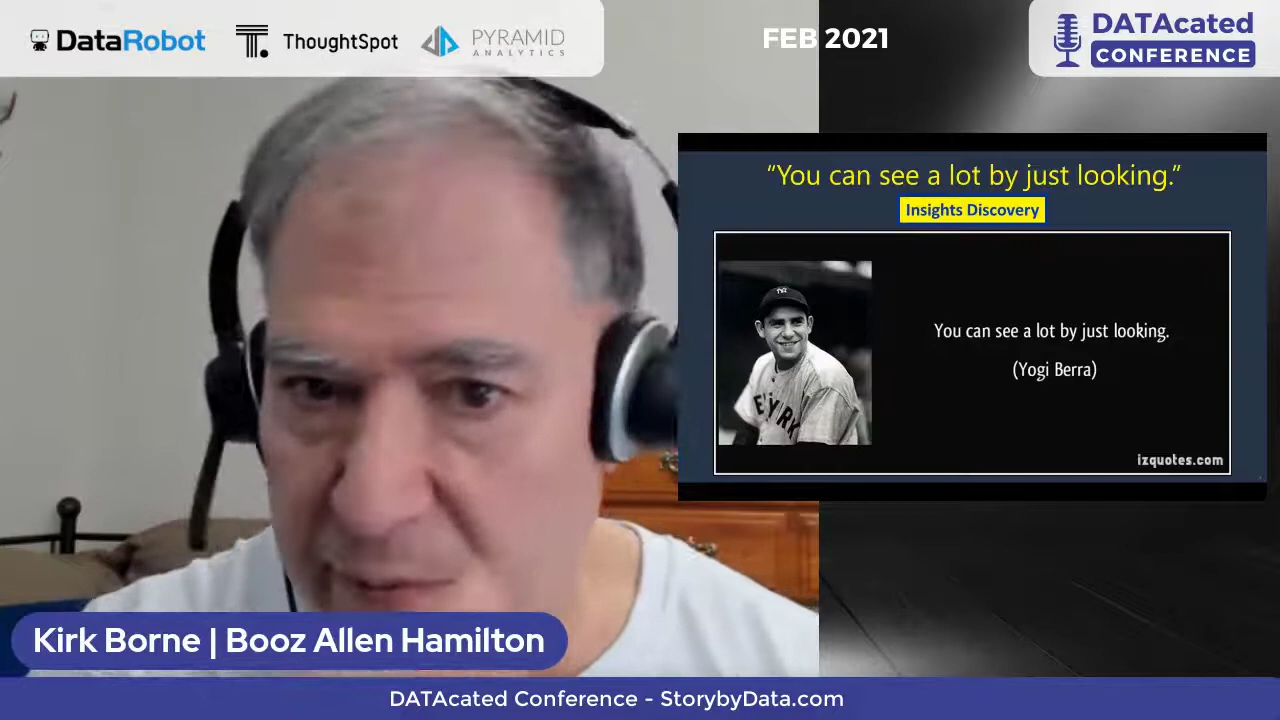 DataRobot
ThoughtSpot
PYRAMID
ANALYTICS
FEB 2021
DATAcated
CONFERENCE
“You can see a lot by just looking.”
Insights Discovery
You can see a lot by just looking.
(Yogi Berra)
izquotes.com
Kirk Borne | Booz Allen Hamilton
DATAcated Conference - StorybyData.com